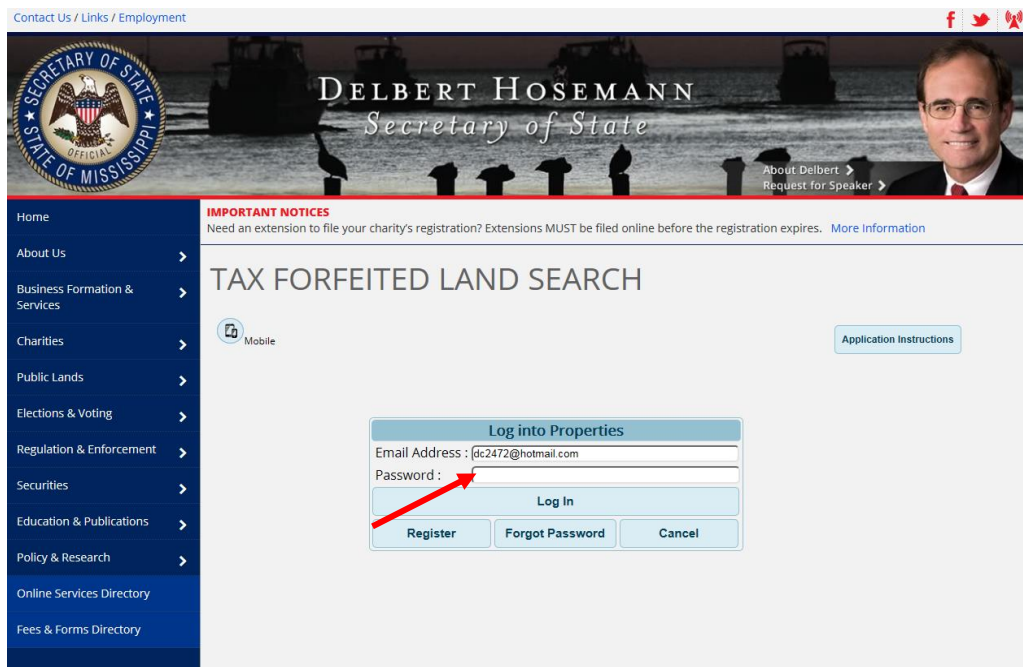 Contact Us / Links / Employment
SECRETARY OF STATE
OFFICIAL
STATE OF MISSISSIPPI
DELBERT HOSEMANN
Secretary of State
About Delbert
Request for Speaker
Home
About Us
Business Formation &
Services
Charities
Public Lands
Elections & Voting
Regulation & Enforcement
Securities
Education & Publications
Policy & Research
Online Services Directory
Fees & Forms Directory
IMPORTANT NOTICES
Need an extension to file your charity's registration? Extensions MUST be filed online before the registration expires. More Information
TAX FORFEITED LAND SEARCH
Mobile
Application Instructions
Log into Properties
Email Address : dc2472@hotmail.com
Password :
Log In
Register Forgot Password Cancel